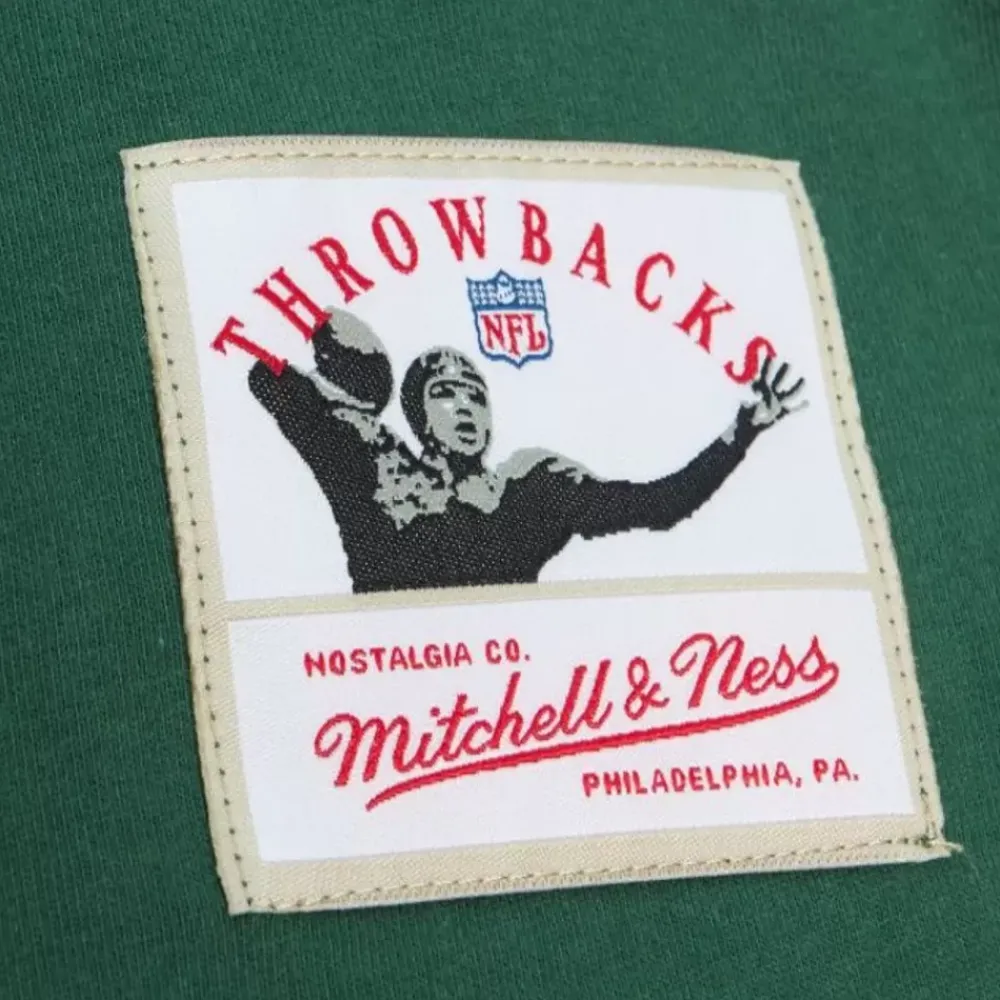 THROWBACKS
NFL
NOSTALGIA CO.
Mitchell & Ness
PHILADELPHIA, PA.